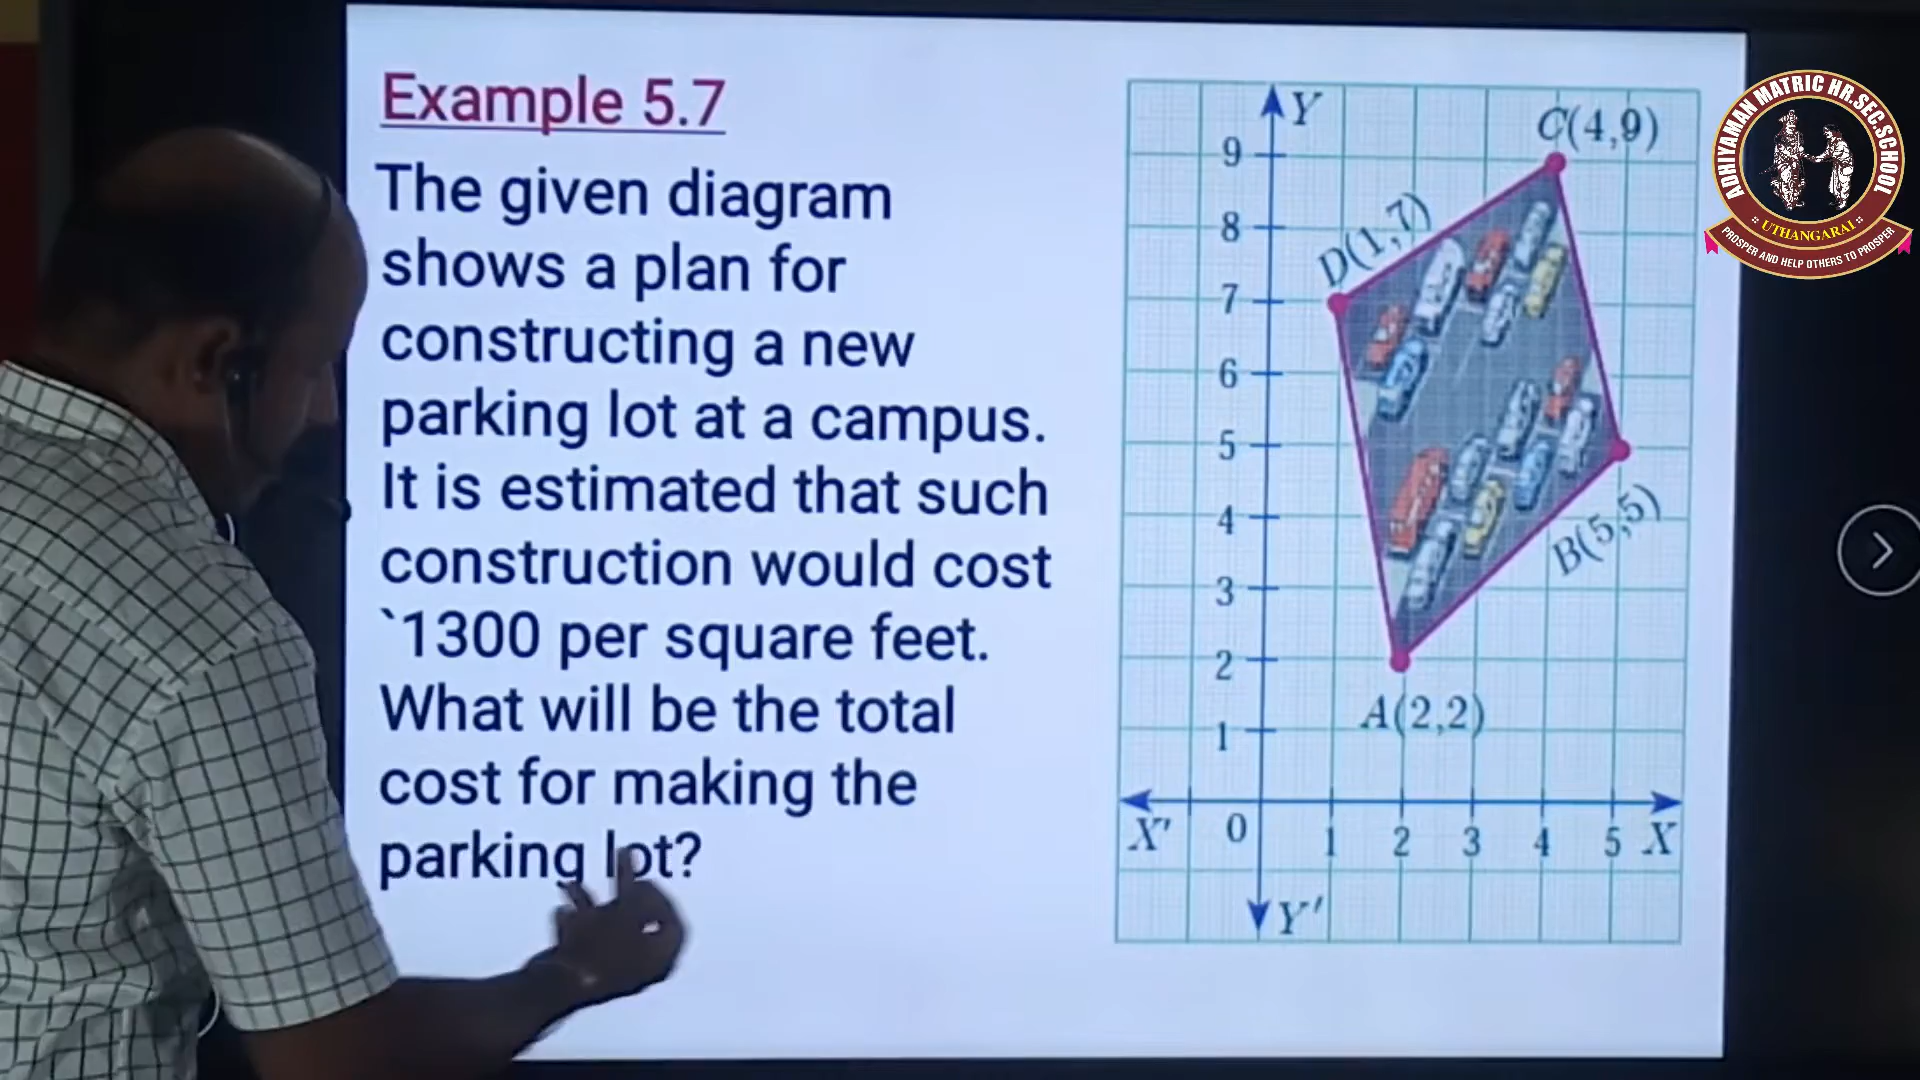 Example 5.7
The given diagram
shows a plan for
constructing a new
parking lot at a campus.
It is estimated that such
construction would cost
`1300 per square feet.
What will be the total
cost for making the
parking lot?
Y
C(4,9)
9
D(1,7)
8
7
6
5
B(5,5)
4
3
2
A(2,2)
1
X' 0 1 2 3 4 5 X
Y'
ADHIYAMAN MATRIC HR.SEC.SCHOOL
:: UTHANGARAI ::
PROSPER AND HELP OTHERS TO PROSPER